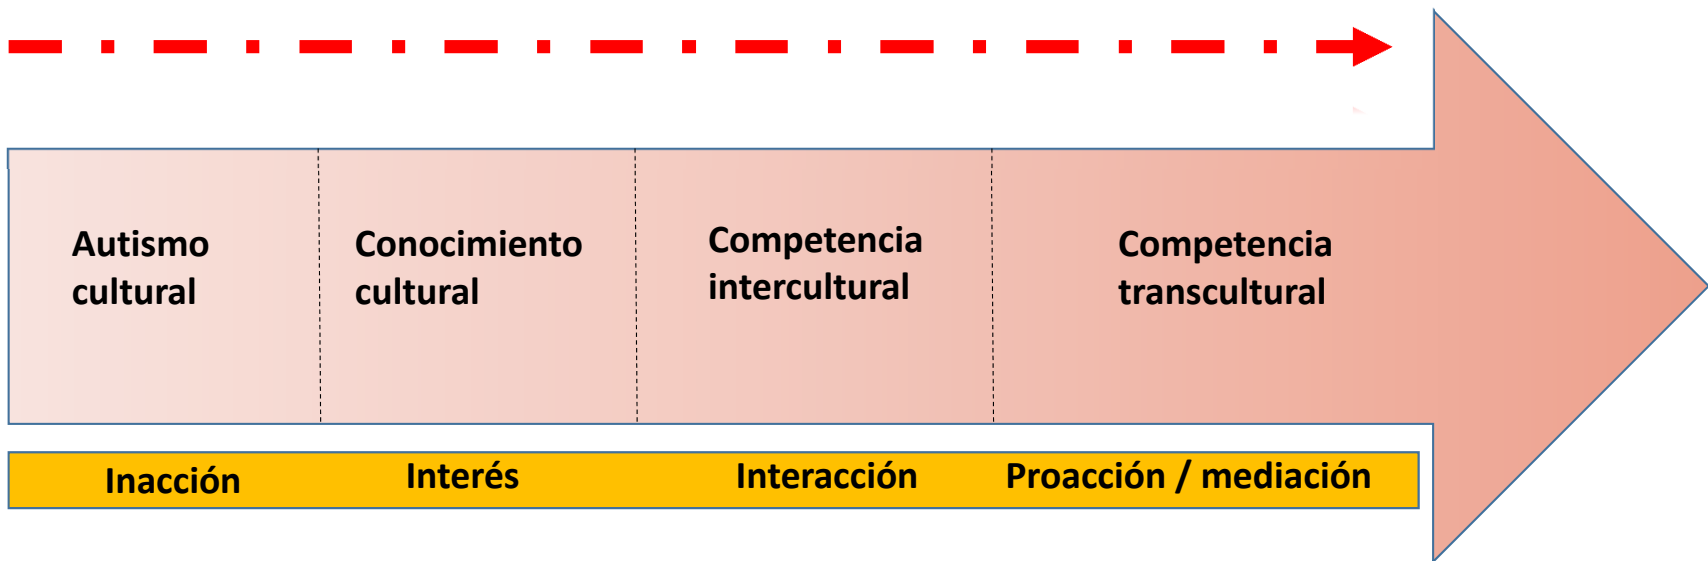 Autismo
cultural
Conocimiento
cultural
Competencia
intercultural
Competencia
transcultural
Inacción
Interés
Interacción
Proacción / mediación